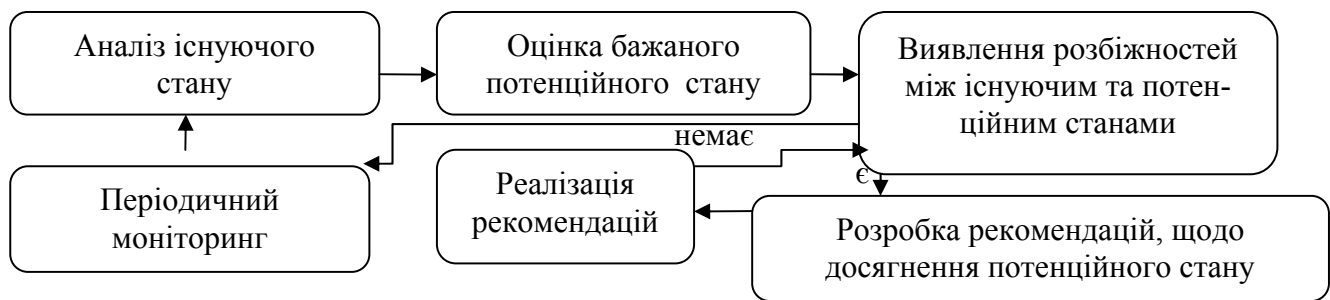 Аналіз існуючого
стану
Оцінка бажаного
потенційного стану
Виявлення розбіжностей
між існуючим та потен-
ційним станами
немає
є
Періодичний
моніторинг
Реалізація
рекомендацій
Розробка рекомендацій, щодо
досягнення потенційного стану